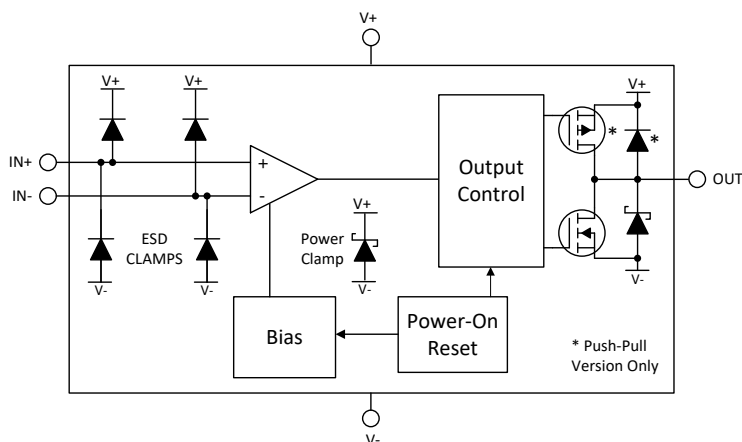 V+
V+
V+
V+
*
*
IN+
IN-
+
-
Output
Control
OUT
ESD
CLAMPS
V+
Power
Clamp
V-
V-
V-
V-
Bias
Power-On
Reset
* Push-Pull
Version Only
V-